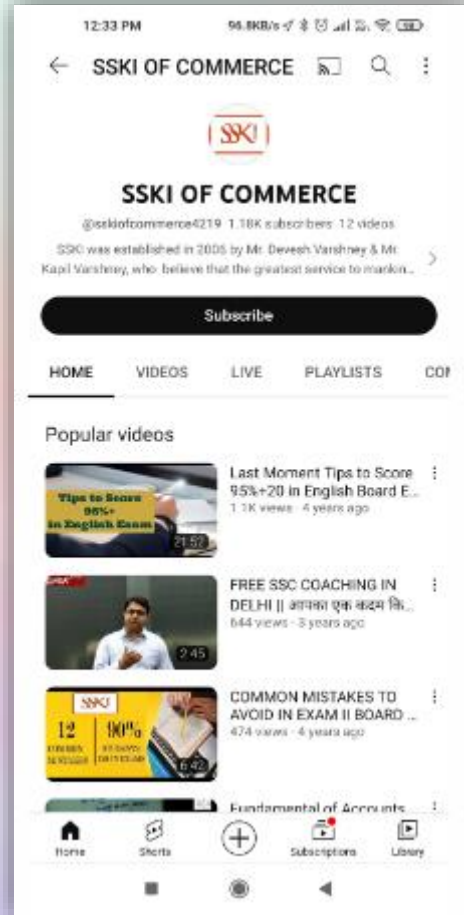 12:33 PM 96.8KB/s
SSKI OF COMMERCE
SSKI
SSKI OF COMMERCE
@sskiofcommerce4219 1.18K subscribers 12 videos
SSKI was established in 2005 by Mr. Devesh Varshney & Mr.
Kapil Varshney, who believe that the greatest service to mankin...
Subscribe
HOME VIDEOS LIVE PLAYLISTS COM
Popular videos
Tips to Score
95%+
in English Exam
21:52
Last Moment Tips to Score
95%+20 in English Board E...
1.1K views · 4 years ago
2:45
FREE SSC COACHING IN
DELHI || आपका एक कदम कि...
644 views · 3 years ago
SSKI
12 90%
6:42
COMMON MISTAKES TO
AVOID IN EXAM II BOARD ...
474 views · 4 years ago
Fundamental of Accounts
Home Shorts Subscriptions Library